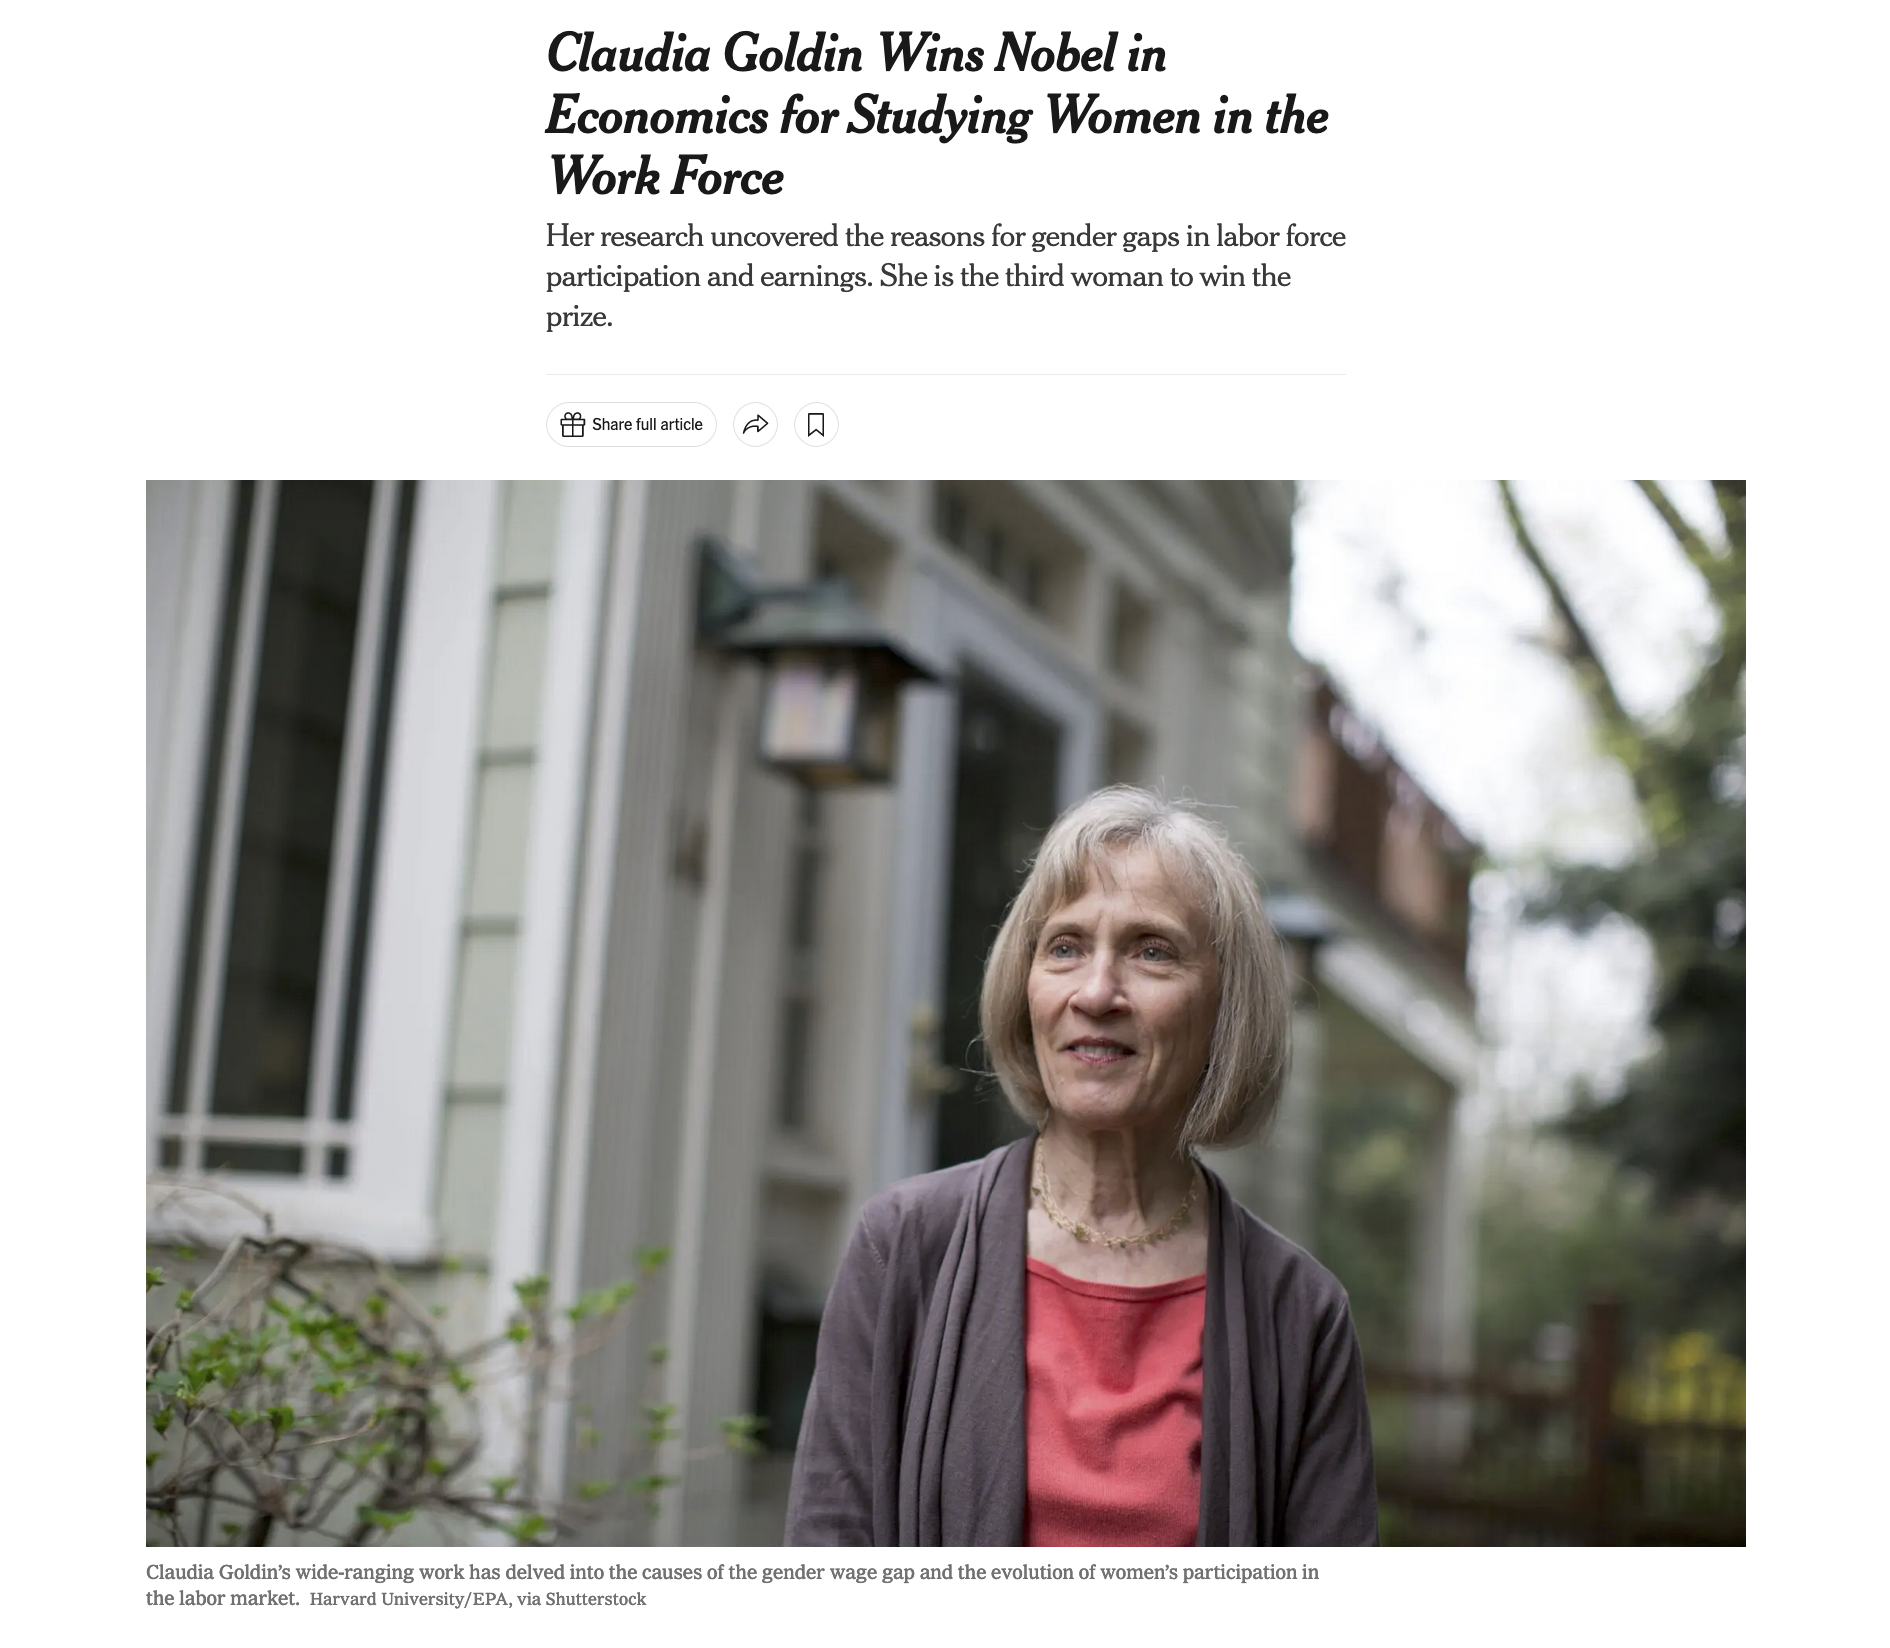 Claudia Goldin Wins Nobel in
Economics for Studying Women in the
Work Force
Her research uncovered the reasons for gender gaps in labor force
participation and earnings. She is the third woman to win the
prize.
Share full article
Claudia Goldin’s wide-ranging work has delved into the causes of the gender wage gap and the evolution of women’s participation in
the labor market. Harvard University/EPA, via Shutterstock